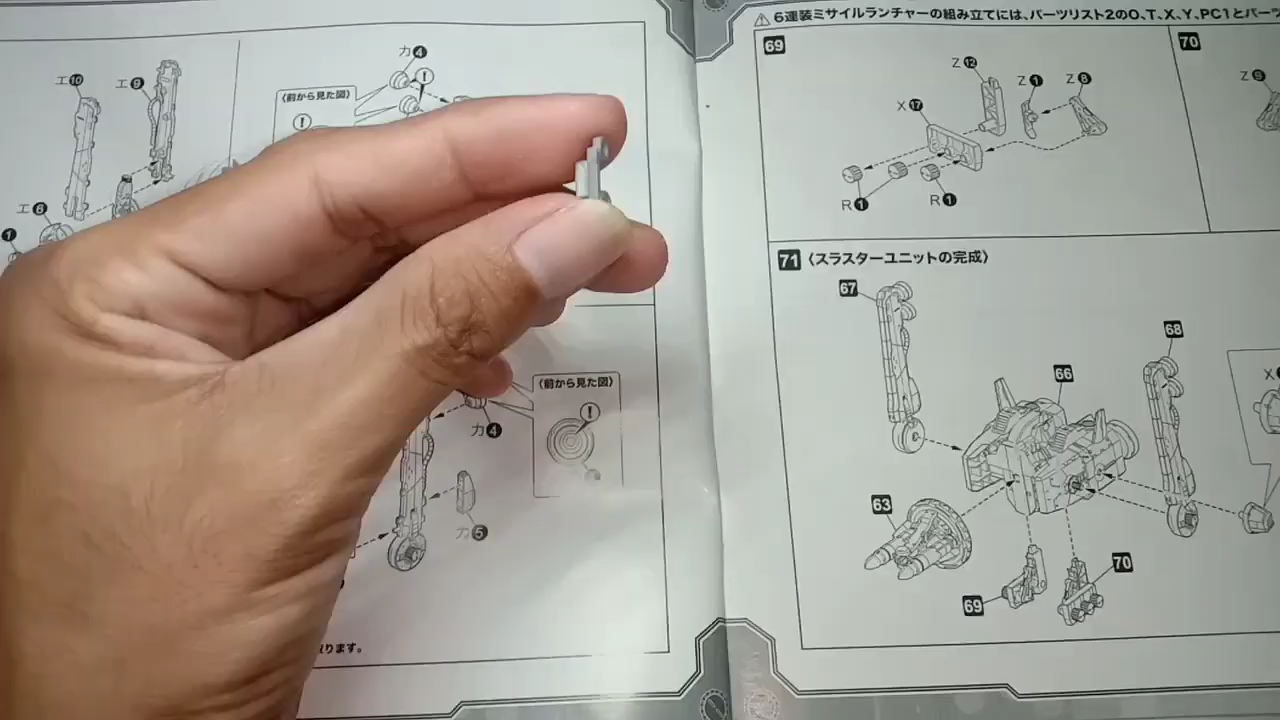 エ10
エ9
カ4
〈前から見た図〉
!
!
エ6
1
〈前から見た図〉
!
カ4
カ5
ります。
⚠ 6連装ミサイルランチャーの組み立てには、パーツリスト2のO、T、X、Y、PC1とパーツ
69
Z12
Z1
Z8
X17
R1
R1
70
Z9
71 〈スラスターユニットの完成〉
67
68
66
X
63
69
70